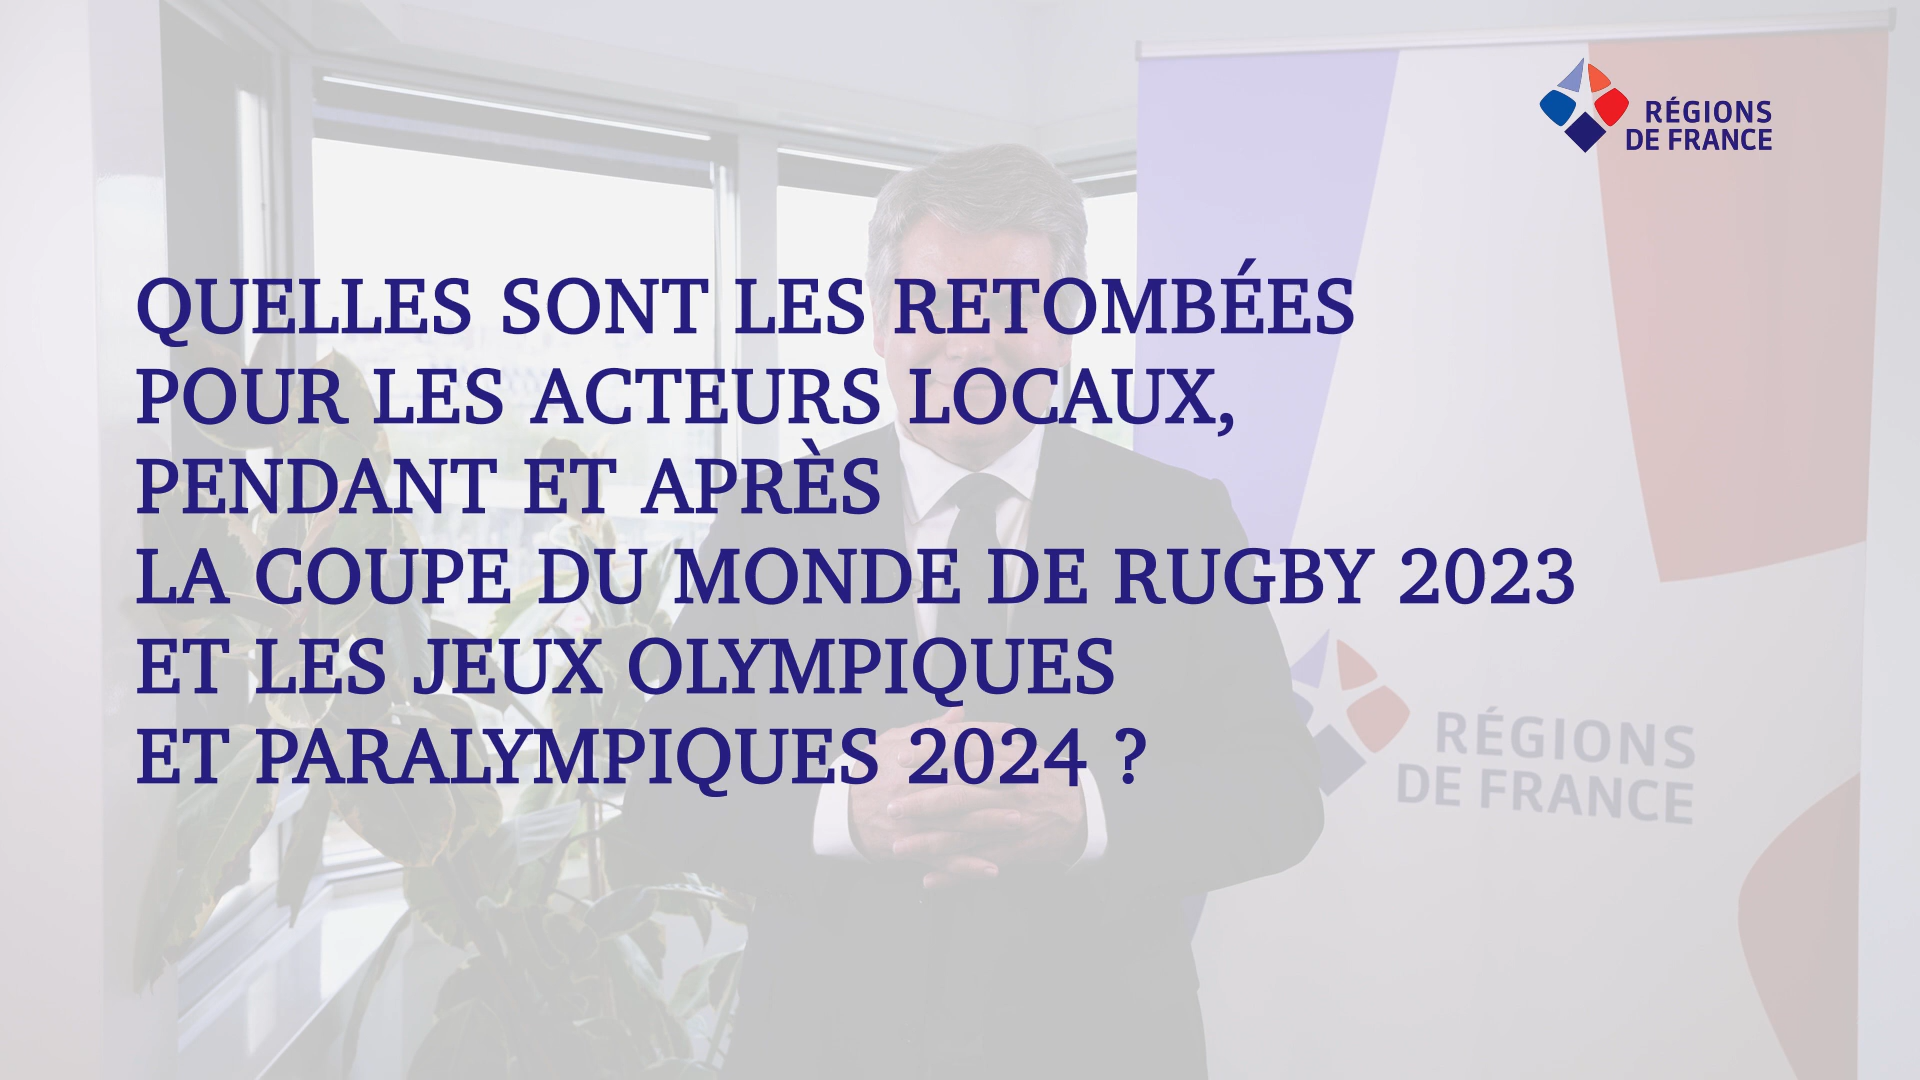 RÉGIONS
DE FRANCE
QUELLES SONT LES RETOMBÉES
POUR LES ACTEURS LOCAUX,
PENDANT ET APRÈS
LA COUPE DU MONDE DE RUGBY 2023
ET LES JEUX OLYMPIQUES
ET PARALYMPIQUES 2024 ?
RÉGIONS
DE FRANCE